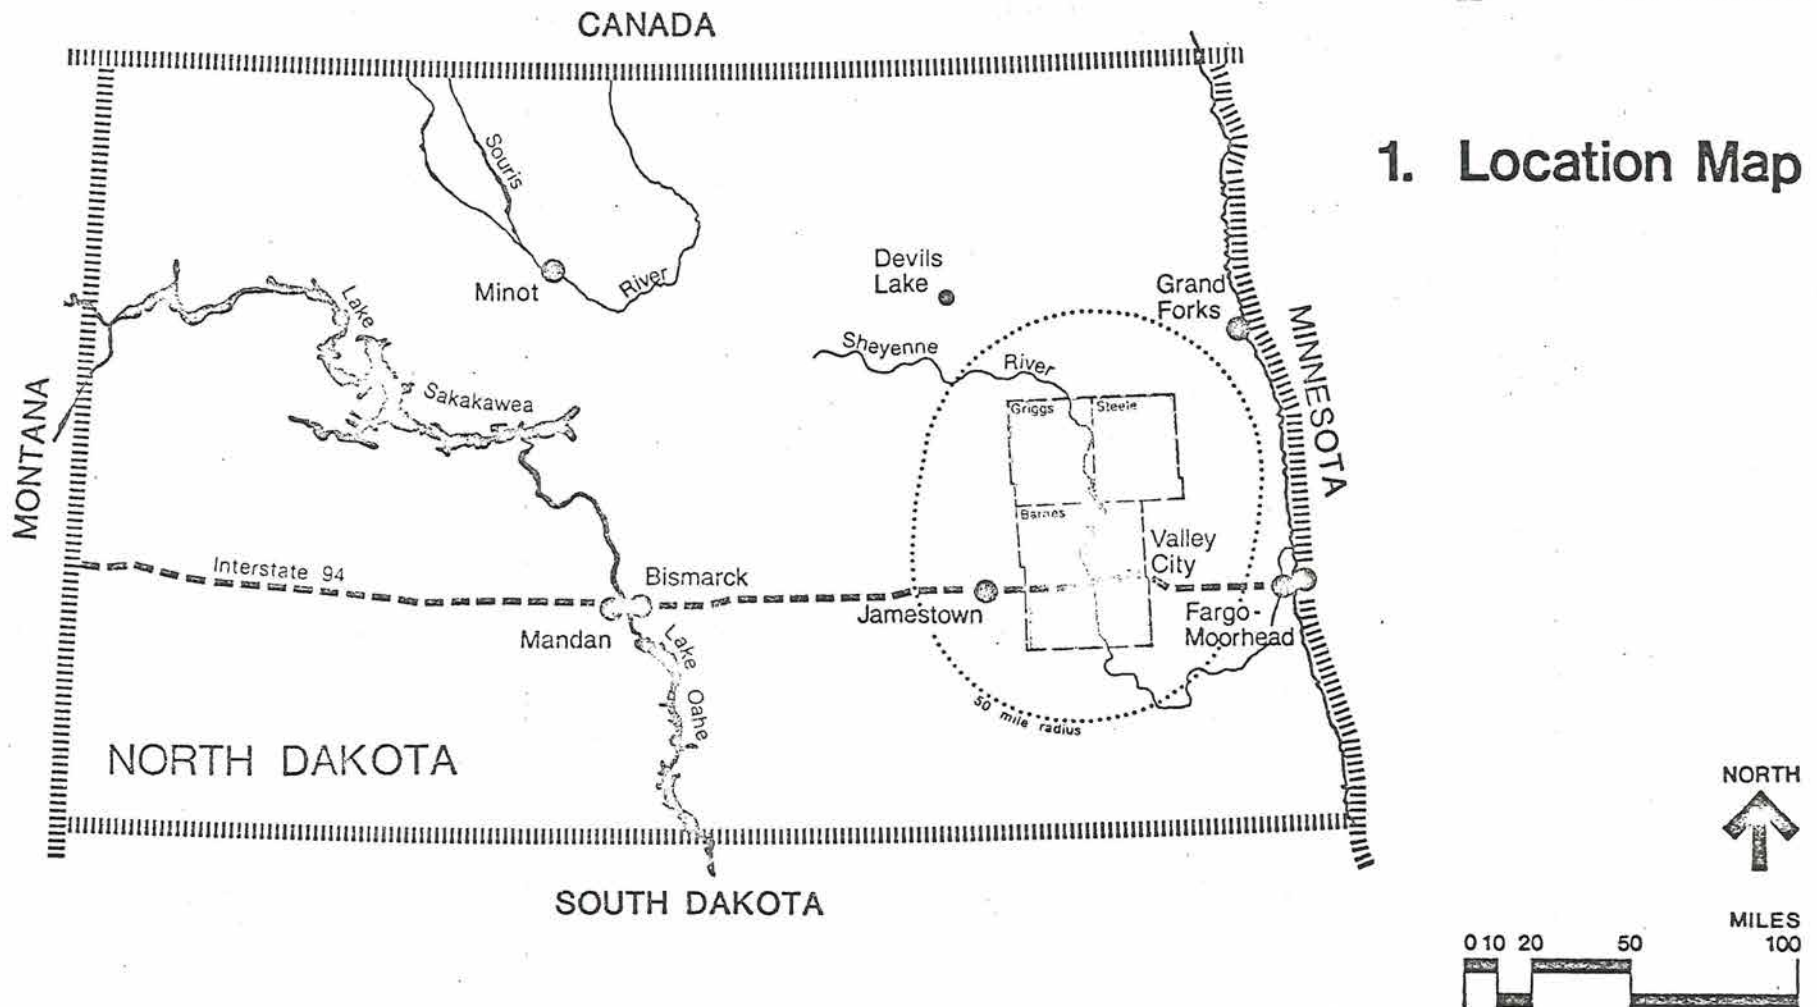 CANADA
1. Location Map
Souris
River
Minot
Devils
Lake
Grand
Forks
MINNESOTA
Lake
Sakakawea
Sheyenne
River
MONTANA
Griggs
Steele
Barnes
Valley
City
Interstate 94
Bismarck
Mandan
Jamestown
Fargo-
Moorhead
Lake
Oahe
50 mile radius
NORTH DAKOTA
SOUTH DAKOTA
NORTH
MILES
0 10 20 50 100